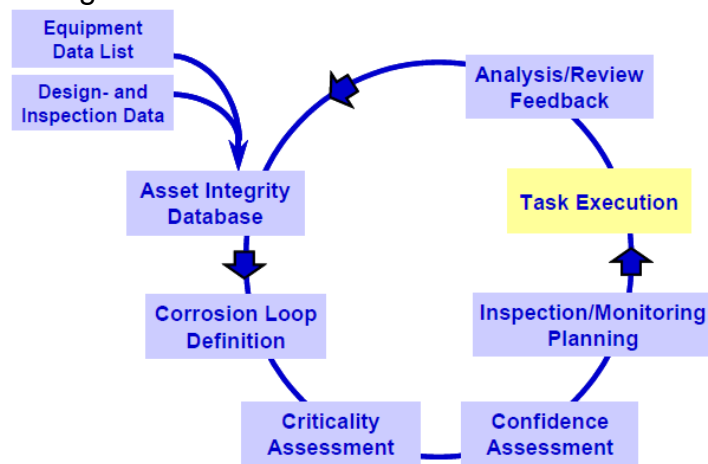 Equipment
Data List
Design- and
Inspection Data
Asset Integrity
Database
Corrosion Loop
Definition
Criticality
Assessment
Confidence
Assessment
Inspection/Monitoring
Planning
Task Execution
Analysis/Review
Feedback